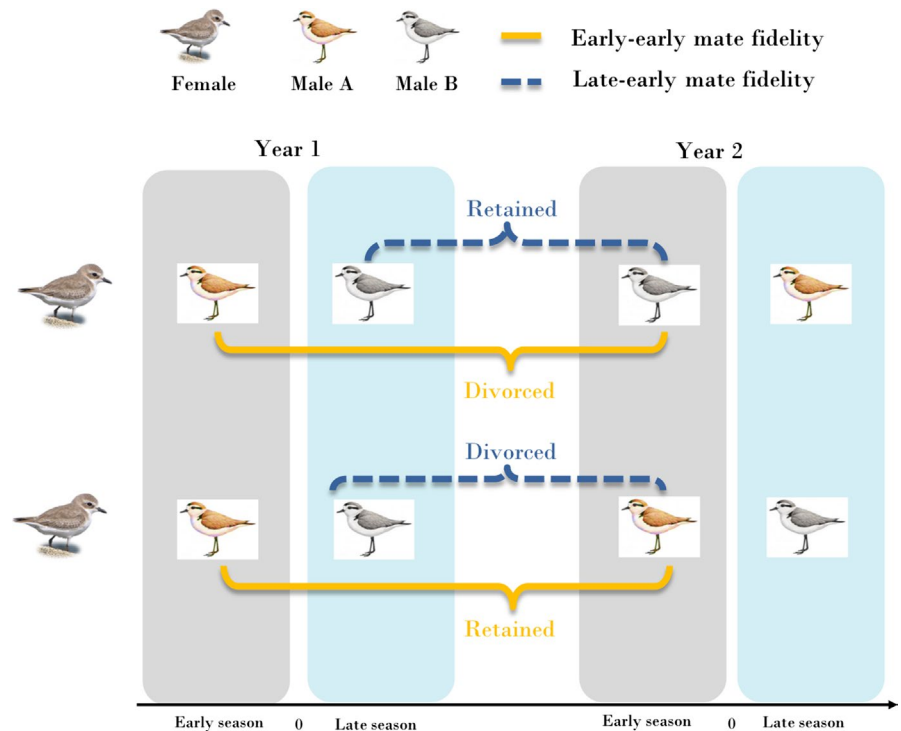 Early-early mate fidelity
Late-early mate fidelity
Female Male A Male B
Year 1 Year 2
Retained
Divorced
Divorced
Retained
Early season 0 Late season Early season 0 Late season